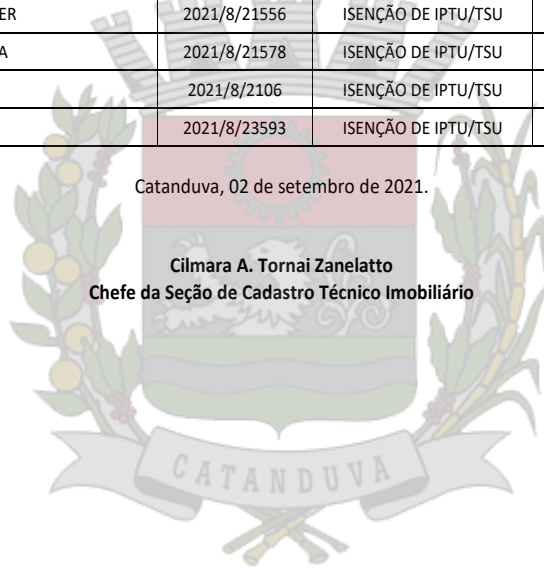 ER 2021/8/21556 ISENÇÃO DE IPTU/TSU
A 2021/8/21578 ISENÇÃO DE IPTU/TSU
2021/8/2106 ISENÇÃO DE IPTU/TSU
2021/8/23593 ISENÇÃO DE IPTU/TSU
Catanduva, 02 de setembro de 2021.
Cilmara A. Tornai Zanelatto
Chefe da Seção de Cadastro Técnico Imobiliário
CATANDUVA